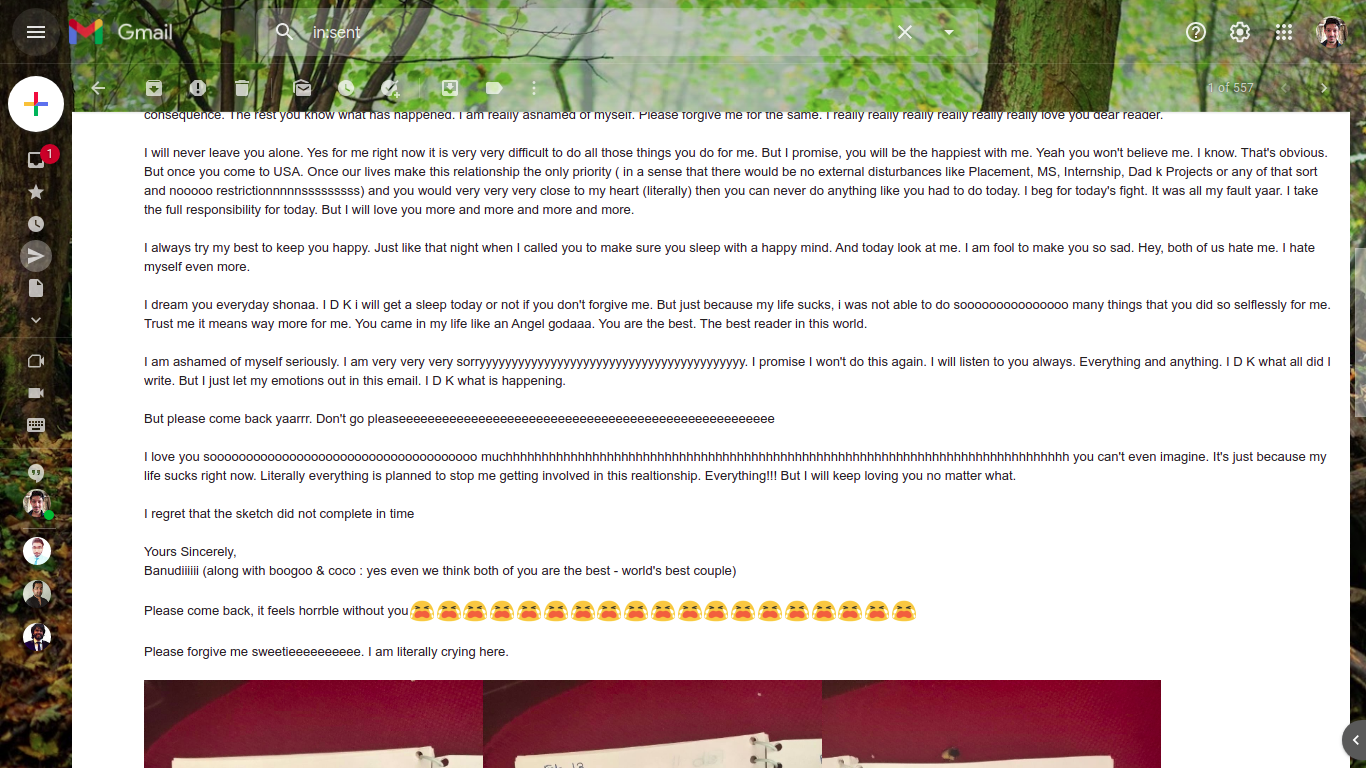 Gmail
in:sent
1 of 557
1
consequence. The rest you know what has happened. I am really ashamed of myself. Please forgive me for the same. I really really really really really really love you dear reader.
I will never leave you alone. Yes for me right now it is very very difficult to do all those things you do for me. But I promise, you will be the happiest with me. Yeah you won't believe me. I know. That's obvious.
But once you come to USA. Once our lives make this relationship the only priority ( in a sense that there would be no external disturbances like Placement, MS, Internship, Dad k Projects or any of that sort
and nooooo restrictionnnnnsssssssss) and you would very very very close to my heart (literally) then you can never do anything like you had to do today. I beg for today's fight. It was all my fault yaar. I take
the full responsibility for today. But I will love you more and more and more and more.
I always try my best to keep you happy. Just like that night when I called you to make sure you sleep with a happy mind. And today look at me. I am fool to make you so sad. Hey, both of us hate me. I hate
myself even more.
I dream you everyday shonaa. I D K i will get a sleep today or not if you don't forgive me. But just because my life sucks, i was not able to do sooooooooooooooo many things that you did so selflessly for me.
Trust me it means way more for me. You came in my life like an Angel godaaa. You are the best. The best reader in this world.
I am ashamed of myself seriously. I am very very very sorryyyyyyyyyyyyyyyyyyyyyyyyyyyyyyyyyyyyyyyyy. I promise I won't do this again. I will listen to you always. Everything and anything. I D K what all did I
write. But I just let my emotions out in this email. I D K what is happening.
But please come back yaarrr. Don't go pleaseeeeeeeeeeeeeeeeeeeeeeeeeeeeeeeeeeeeeeeeeeeeeeeeeeee
I love you sooooooooooooooooooooooooooooooooooooo muchhhhhhhhhhhhhhhhhhhhhhhhhhhhhhhhhhhhhhhhhhhhhhhhhhhhhhhhhhhhhhhhhhhhhhhhhhhhhh you can't even imagine. It's just because my
life sucks right now. Literally everything is planned to stop me getting involved in this realtionship. Everything!!! But I will keep loving you no matter what.
I regret that the sketch did not complete in time
Yours Sincerely,
Banudiiiiii (along with boogoo & coco : yes even we think both of you are the best - world's best couple)
Please come back, it feels horrble without you😫😫😫😫😫😫😫😫😫😫😫😫😫😫😫😫😫😫😫
Please forgive me sweetieeeeeeeeee. I am literally crying here.